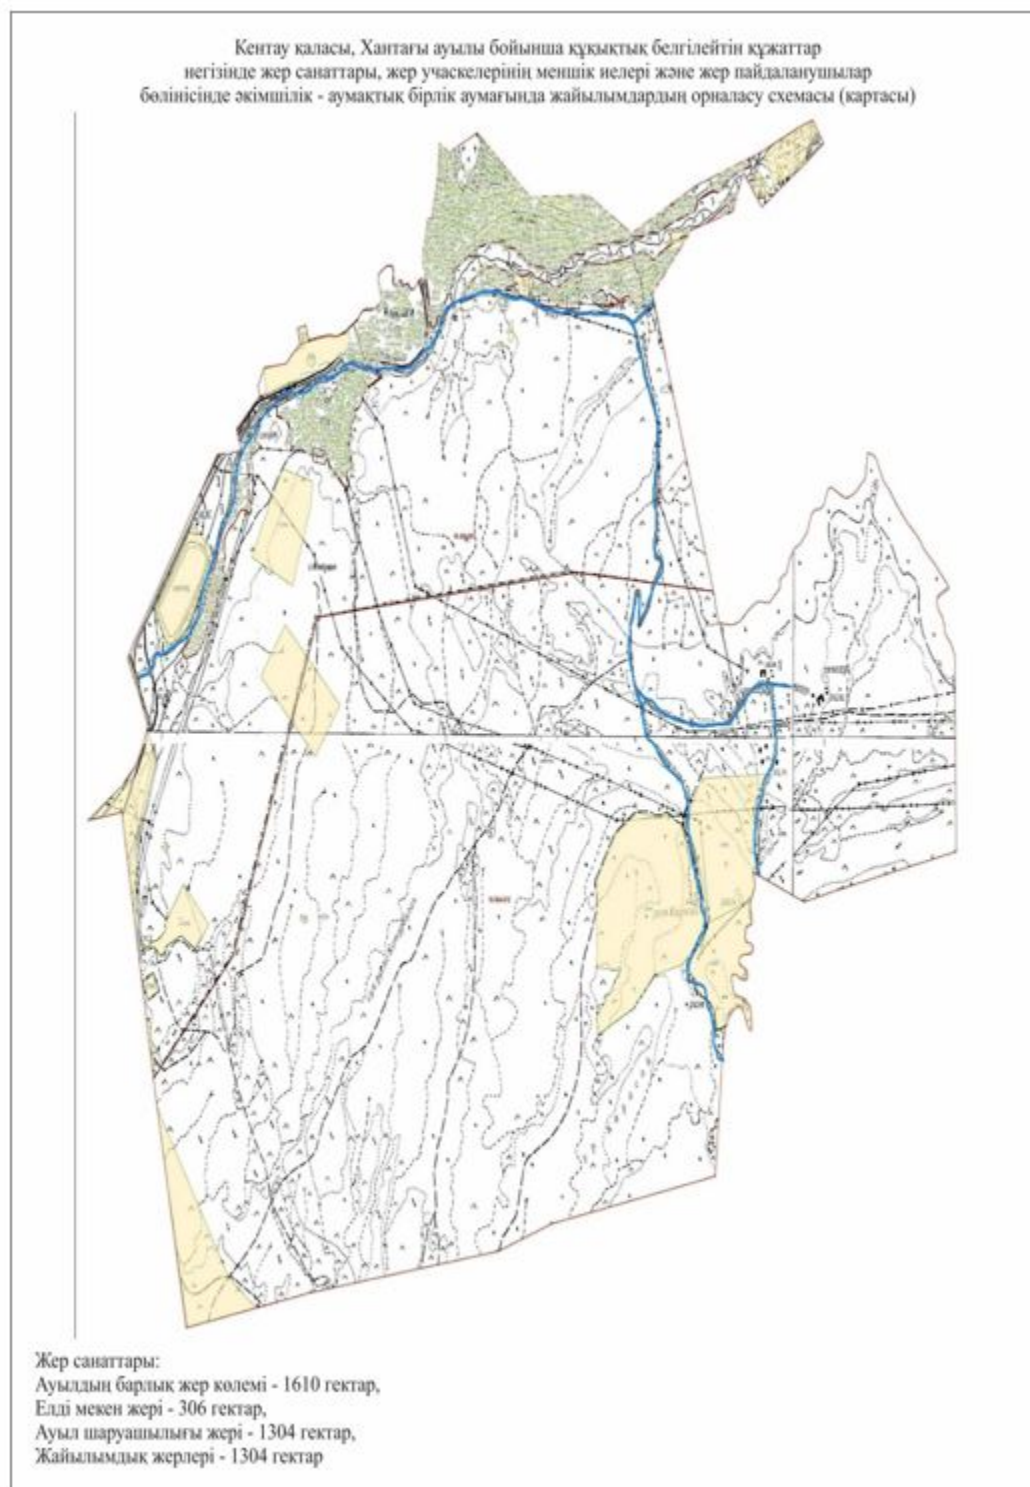 Кентау қаласы, Хантағы ауылы бойынша құқықтық белгілейтін құжаттар
негізінде жер санаттары, жер учаскелерінің меншік иелері және жер пайдаланушылар
бөлінісінде әкімшілік - аумақтық бірлік аумағында жайылымдардың орналасу схемасы (картасы)
Жер санаттары:
Ауылдың барлық жер көлемі - 1610 гектар,
Елді мекен жері - 306 гектар,
Ауыл шаруашылығы жері - 1304 гектар,
Жайылымдық жерлері - 1304 гектар